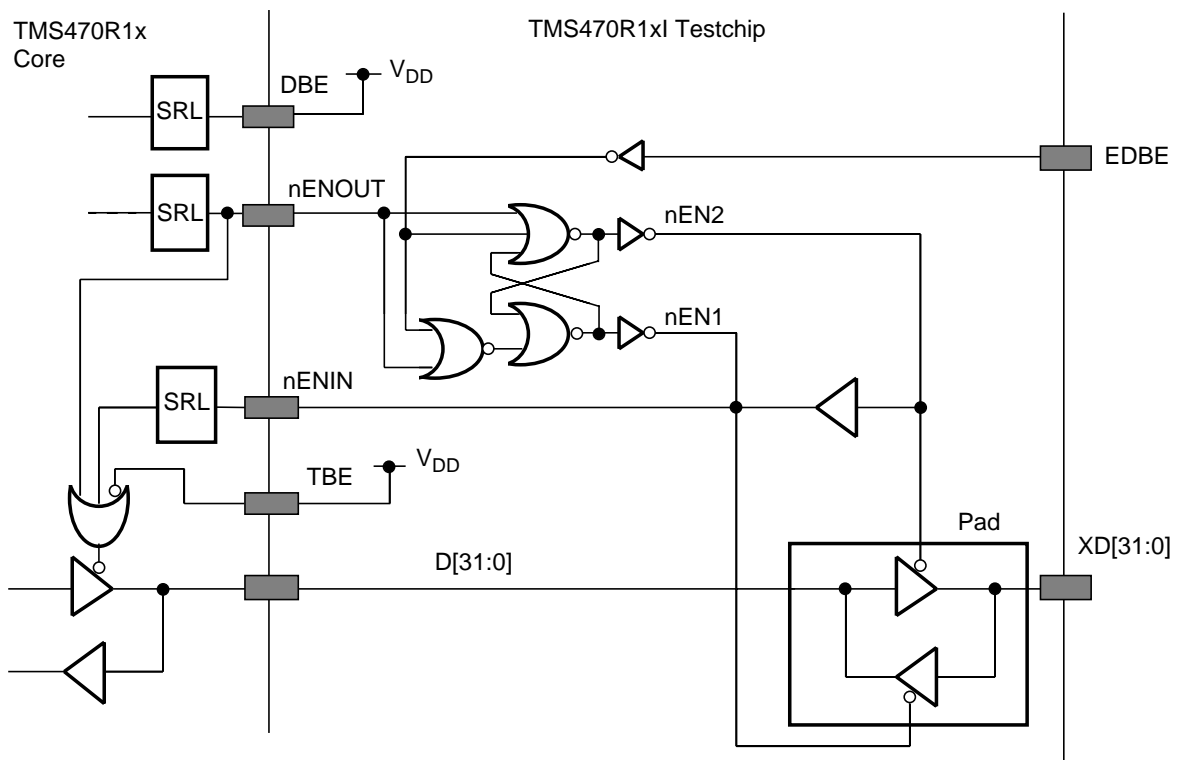 TMS470R1x
Core
TMS470R1xI Testchip
DBE
VDD
SRL
EDBE
nENOUT
SRL
nEN2
nEN1
nENIN
SRL
TBE
VDD
Pad
D[31:0]
XD[31:0]